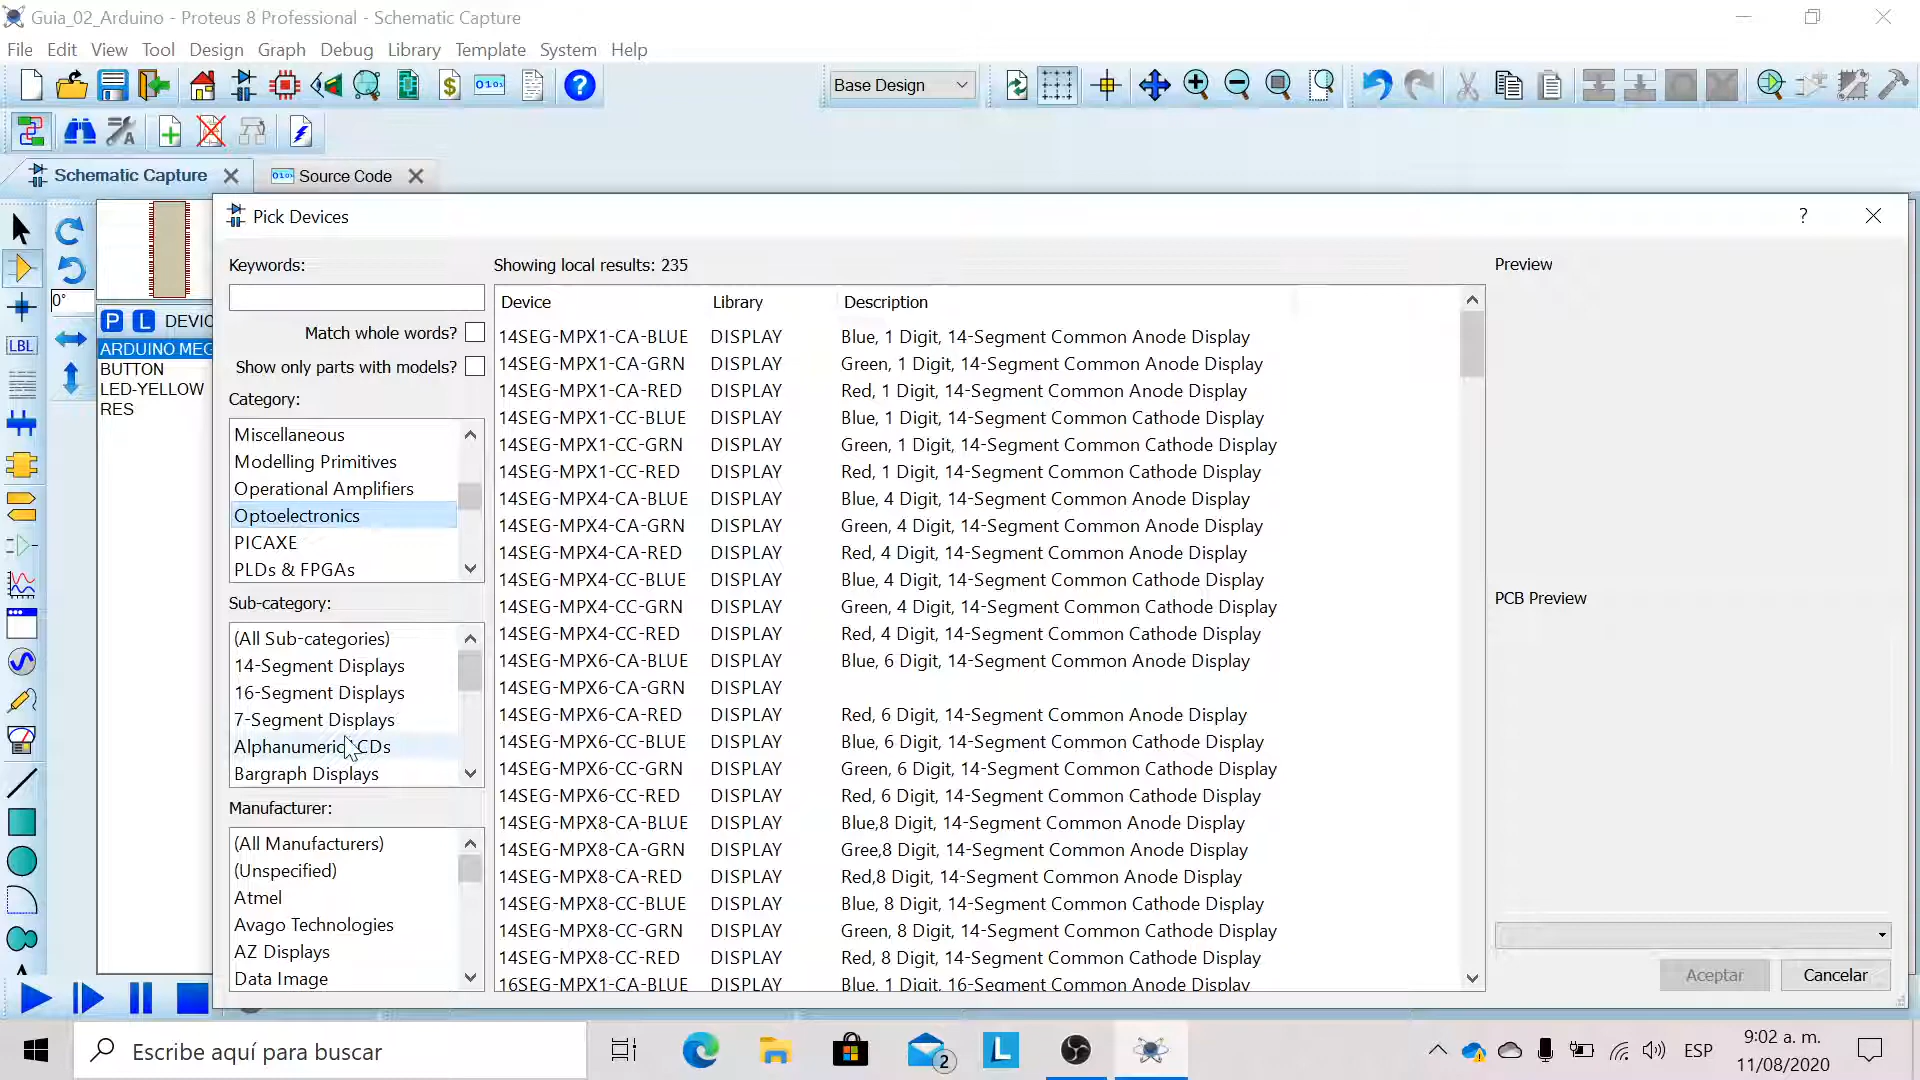 Guia_02_Arduino - Proteus 8 Professional - Schematic Capture
File Edit View Tool Design Graph Debug Library Template System Help
Base Design
Schematic Capture
Source Code
Pick Devices
?
Keywords:
Showing local results: 235
Preview
Match whole words?
Show only parts with models?
0°
LBL
P L DEVIC
ARDUINO MEG
BUTTON
LED-YELLOW
RES
Category:
Miscellaneous
Modelling Primitives
Operational Amplifiers
Optoelectronics
PICAXE
PLDs & FPGAs
Sub-category:
(All Sub-categories)
14-Segment Displays
16-Segment Displays
7-Segment Displays
Alphanumeric LCDs
Bargraph Displays
Manufacturer:
(All Manufacturers)
(Unspecified)
Atmel
Avago Technologies
AZ Displays
Data Image
Device Library Description
14SEG-MPX1-CA-BLUE DISPLAY Blue, 1 Digit, 14-Segment Common Anode Display
14SEG-MPX1-CA-GRN DISPLAY Green, 1 Digit, 14-Segment Common Anode Display
14SEG-MPX1-CA-RED DISPLAY Red, 1 Digit, 14-Segment Common Anode Display
14SEG-MPX1-CC-BLUE DISPLAY Blue, 1 Digit, 14-Segment Common Cathode Display
14SEG-MPX1-CC-GRN DISPLAY Green, 1 Digit, 14-Segment Common Cathode Display
14SEG-MPX1-CC-RED DISPLAY Red, 1 Digit, 14-Segment Common Cathode Display
14SEG-MPX4-CA-BLUE DISPLAY Blue, 4 Digit, 14-Segment Common Anode Display
14SEG-MPX4-CA-GRN DISPLAY Green, 4 Digit, 14-Segment Common Anode Display
14SEG-MPX4-CA-RED DISPLAY Red, 4 Digit, 14-Segment Common Anode Display
14SEG-MPX4-CC-BLUE DISPLAY Blue, 4 Digit, 14-Segment Common Cathode Display
14SEG-MPX4-CC-GRN DISPLAY Green, 4 Digit, 14-Segment Common Cathode Display
14SEG-MPX4-CC-RED DISPLAY Red, 4 Digit, 14-Segment Common Cathode Display
14SEG-MPX6-CA-BLUE DISPLAY Blue, 6 Digit, 14-Segment Common Anode Display
14SEG-MPX6-CA-GRN DISPLAY
14SEG-MPX6-CA-RED DISPLAY Red, 6 Digit, 14-Segment Common Anode Display
14SEG-MPX6-CC-BLUE DISPLAY Blue, 6 Digit, 14-Segment Common Cathode Display
14SEG-MPX6-CC-GRN DISPLAY Green, 6 Digit, 14-Segment Common Cathode Display
14SEG-MPX6-CC-RED DISPLAY Red, 6 Digit, 14-Segment Common Cathode Display
14SEG-MPX8-CA-BLUE DISPLAY Blue,8 Digit, 14-Segment Common Anode Display
14SEG-MPX8-CA-GRN DISPLAY Gree,8 Digit, 14-Segment Common Anode Display
14SEG-MPX8-CA-RED DISPLAY Red,8 Digit, 14-Segment Common Anode Display
14SEG-MPX8-CC-BLUE DISPLAY Blue, 8 Digit, 14-Segment Common Cathode Display
14SEG-MPX8-CC-GRN DISPLAY Green, 8 Digit, 14-Segment Common Cathode Display
14SEG-MPX8-CC-RED DISPLAY Red, 8 Digit, 14-Segment Common Cathode Display
16SEG-MPX1-CA-BLUE DISPLAY Blue, 1 Digit, 16-Segment Common Anode Display
PCB Preview
Aceptar
Cancelar
Escribe aquí para buscar
2
L
ESP
9:02 a. m.
11/08/2020